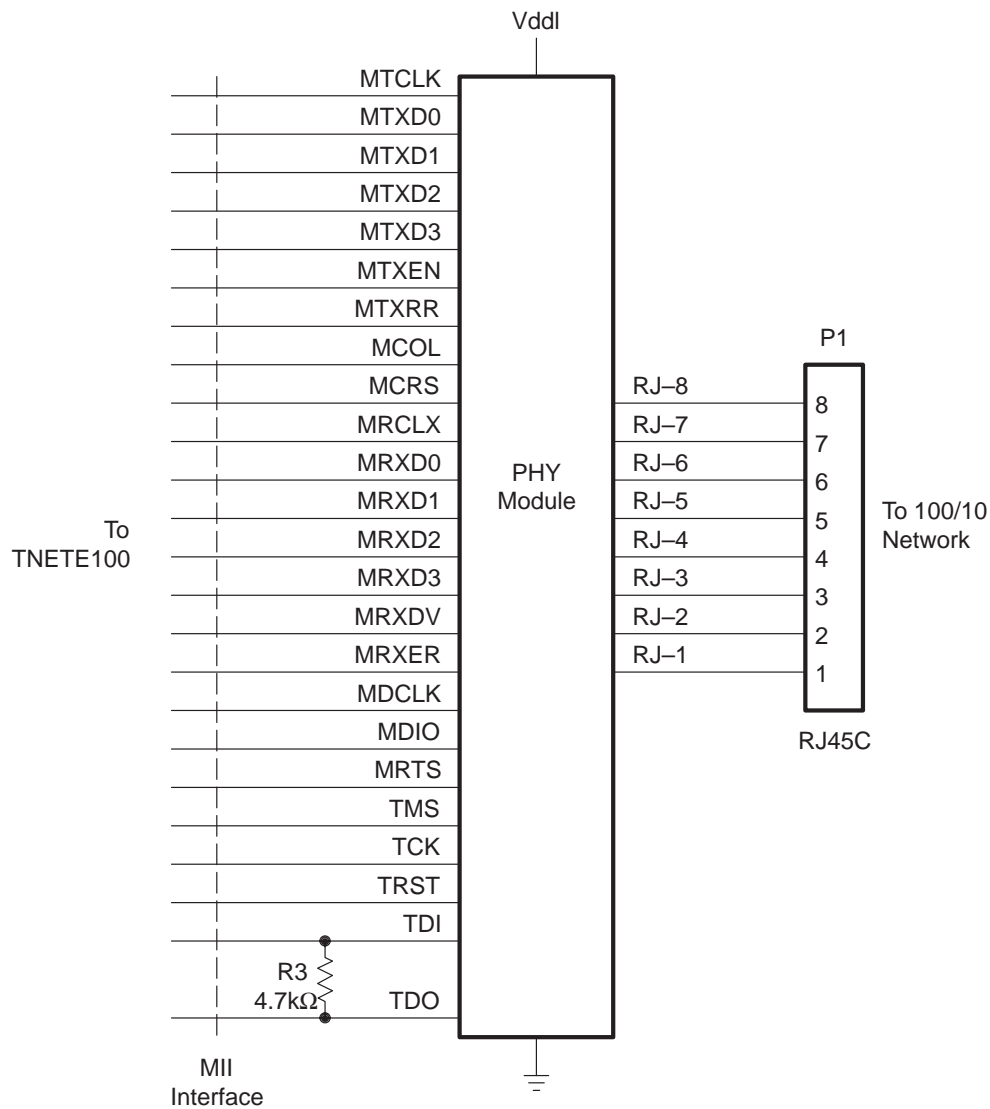 Vddl
MTCLK
MTXD0
MTXD1
MTXD2
MTXD3
MTXEN
MTXRR
MCOL
MCRS
MRCLX
MRXD0
MRXD1
MRXD2
MRXD3
MRXDV
MRXER
MDCLK
MDIO
MRTS
TMS
TCK
TRST
TDI
R3
4.7kΩ
TDO
To
TNETE100
MII
Interface
PHY
Module
RJ–8
RJ–7
RJ–6
RJ–5
RJ–4
RJ–3
RJ–2
RJ–1
P1
8
7
6
5
4
3
2
1
RJ45C
To 100/10
Network